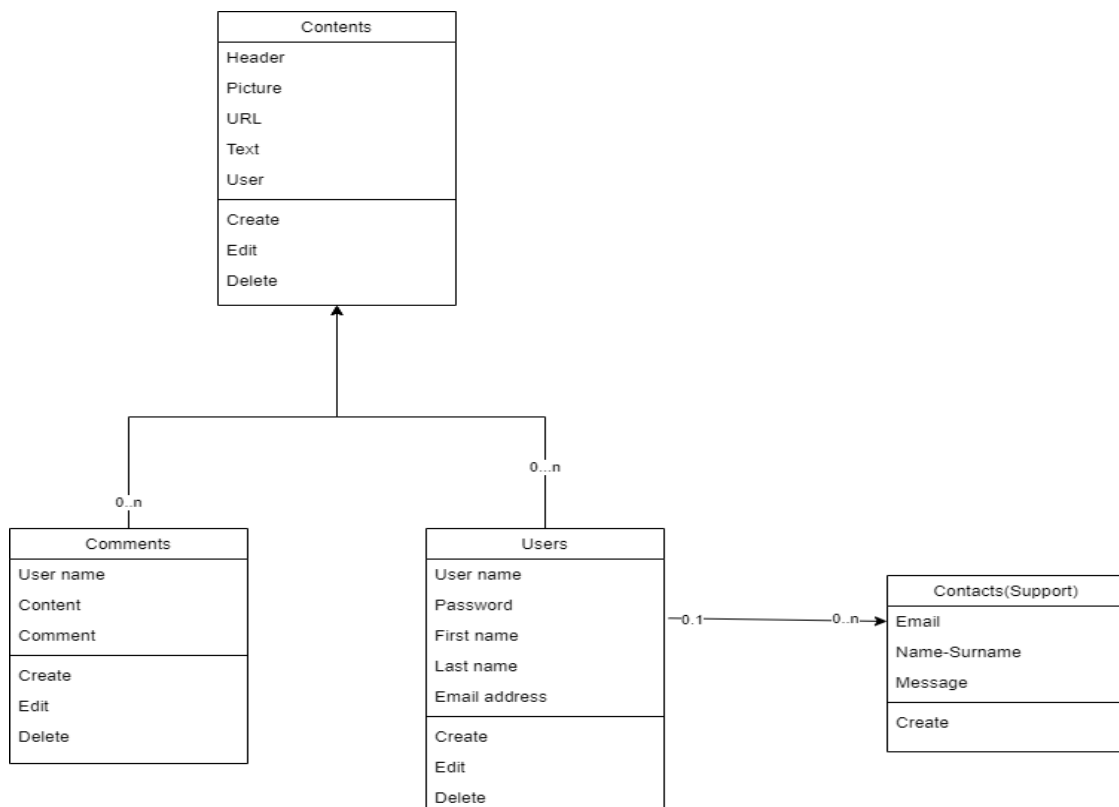 Contents
Header
Picture
URL
Text
User
Create
Edit
Delete
0...n
0..n
Comments
User name
Content
Comment
Create
Edit
Delete
Users
User name
Password
First name
Last name
Email address
Create
Edit
Delete
0.1
0..n
Contacts(Support)
Email
Name-Surname
Message
Create